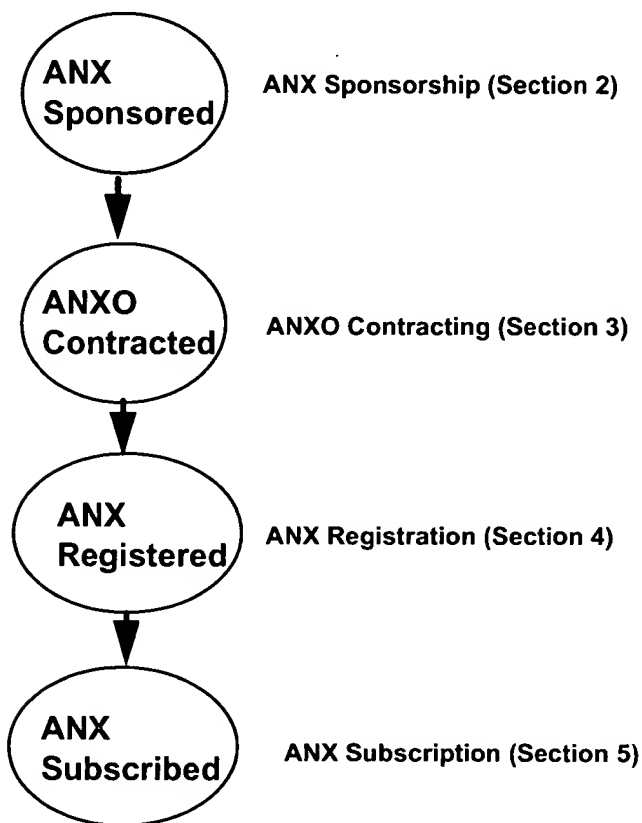 ANX
Sponsored
ANX Sponsorship (Section 2)
ANXO
Contracted
ANXO Contracting (Section 3)
ANX
Registered
ANX Registration (Section 4)
ANX
Subscribed
ANX Subscription (Section 5)